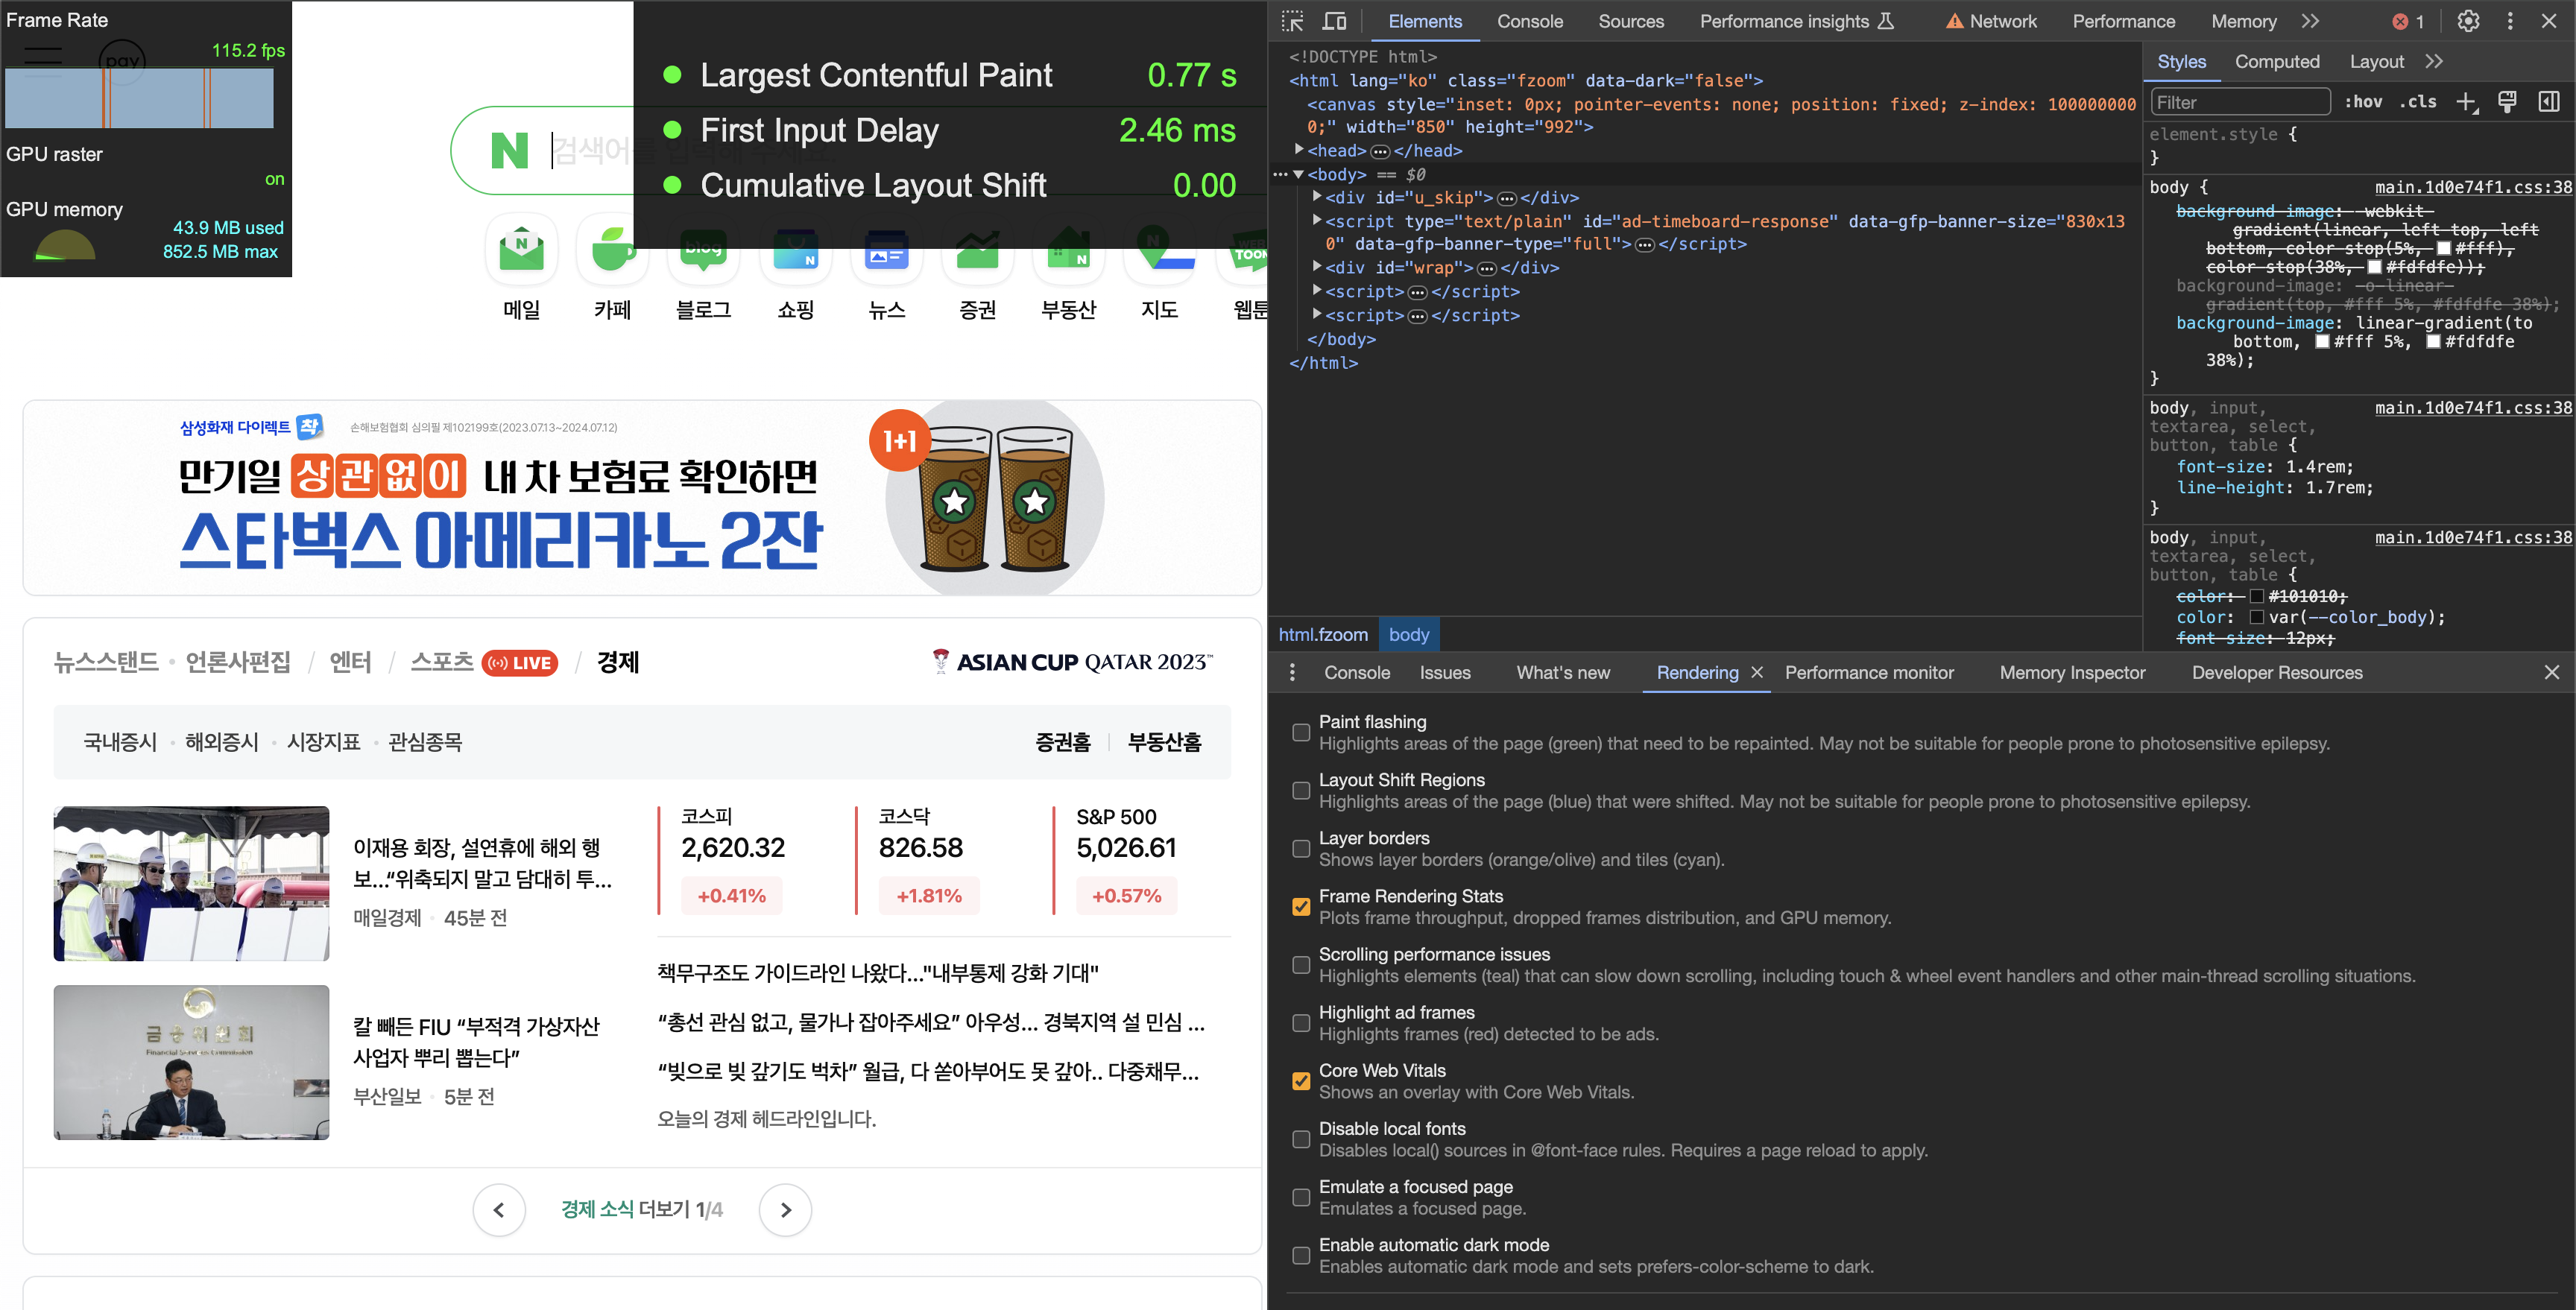 Frame Rate
115.2 fps
pay
GPU raster
on
GPU memory
43.9 MB used
852.5 MB max
Largest Contentful Paint 0.77 s
First Input Delay 2.46 ms
Cumulative Layout Shift 0.00
N 검색어를 입력해 주세요.
N
blog
N
N
N
N
WEB
TOON
메일
카페
블로그
쇼핑
뉴스
증권
부동산
지도
웹툰
삼성화재 다이렉트 착 손해보험협회 심의필 제102199호(2023.07.13~2024.07.12)
만기일 상관없이 내 차 보험료 확인하면
스타벅스 아메리카노 2잔
1+1
뉴스스탠드 • 언론사편집 / 엔터 / 스포츠 LIVE / 경제
ASIAN CUP QATAR 2023™
국내증시 • 해외증시 • 시장지표 • 관심종목
증권홈 | 부동산홈
이재용 회장, 설연휴에 해외 행
보...“위축되지 말고 담대히 투...
매일경제 • 45분 전
코스피
2,620.32
+0.41%
코스닥
826.58
+1.81%
S&P 500
5,026.61
+0.57%
금융위원회
Financial Services Commission
칼 빼든 FIU “부적격 가상자산
사업자 뿌리 뽑는다”
부산일보 • 5분 전
책무구조도 가이드라인 나왔다..."내부통제 강화 기대"
“총선 관심 없고, 물가나 잡아주세요” 아우성... 경북지역 설 민심 ...
“빚으로 빚 갚기도 벅차” 월급, 다 쏟아부어도 못 갚아.. 다중채무...
오늘의 경제 헤드라인입니다.
경제 소식 더보기 1/4
Elements Console Sources Performance insights Network Performance Memory 1
<!DOCTYPE html>
<html lang="ko" class="fzoom" data-dark="false">
<canvas style="inset: 0px; pointer-events: none; position: fixed; z-index: 100000000
0;" width="850" height="992">
<head> ••• </head>
••• <body> == $0
<div id="u_skip"> ••• </div>
<script type="text/plain" id="ad-timeboard-response" data-gfp-banner-size="830x13
0" data-gfp-banner-type="full"> ••• </script>
<div id="wrap"> ••• </div>
<script> ••• </script>
<script> ••• </script>
</body>
</html>
html.fzoom body
Styles Computed Layout
Filter :hov .cls
element.style {
}
body { main.1d0e74f1.css:38
background-image: -webkit-
gradient(linear, left top, left
bottom, color-stop(5%, #fff),
color-stop(38%, #fdfdfe));
background-image: -o-linear-
gradient(top, #fff 5%, #fdfdfe 38%);
background-image: linear-gradient(to
bottom, #fff 5%, #fdfdfe
38%);
}
body, input, main.1d0e74f1.css:38
textarea, select,
button, table {
font-size: 1.4rem;
line-height: 1.7rem;
}
body, input, main.1d0e74f1.css:38
textarea, select,
button, table {
color: #101010;
color: var(--color_body);
font-size: 12px;
Console Issues What's new Rendering Performance monitor Memory Inspector Developer Resources
Paint flashing
Highlights areas of the page (green) that need to be repainted. May not be suitable for people prone to photosensitive epilepsy.
Layout Shift Regions
Highlights areas of the page (blue) that were shifted. May not be suitable for people prone to photosensitive epilepsy.
Layer borders
Shows layer borders (orange/olive) and tiles (cyan).
Frame Rendering Stats
Plots frame throughput, dropped frames distribution, and GPU memory.
Scrolling performance issues
Highlights elements (teal) that can slow down scrolling, including touch & wheel event handlers and other main-thread scrolling situations.
Highlight ad frames
Highlights frames (red) detected to be ads.
Core Web Vitals
Shows an overlay with Core Web Vitals.
Disable local fonts
Disables local() sources in @font-face rules. Requires a page reload to apply.
Emulate a focused page
Emulates a focused page.
Enable automatic dark mode
Enables automatic dark mode and sets prefers-color-scheme to dark.